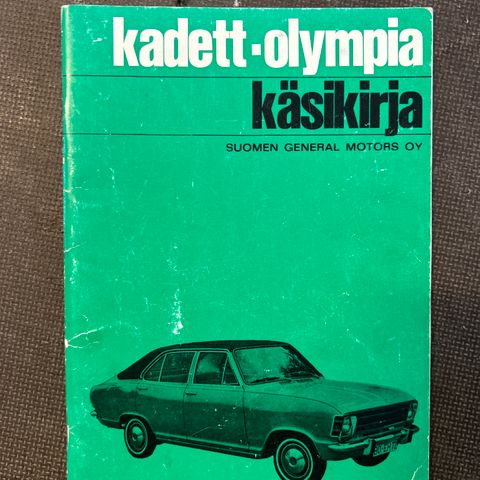 kadett-olympia
käsikirja
SUOMEN GENERAL MOTORS OY